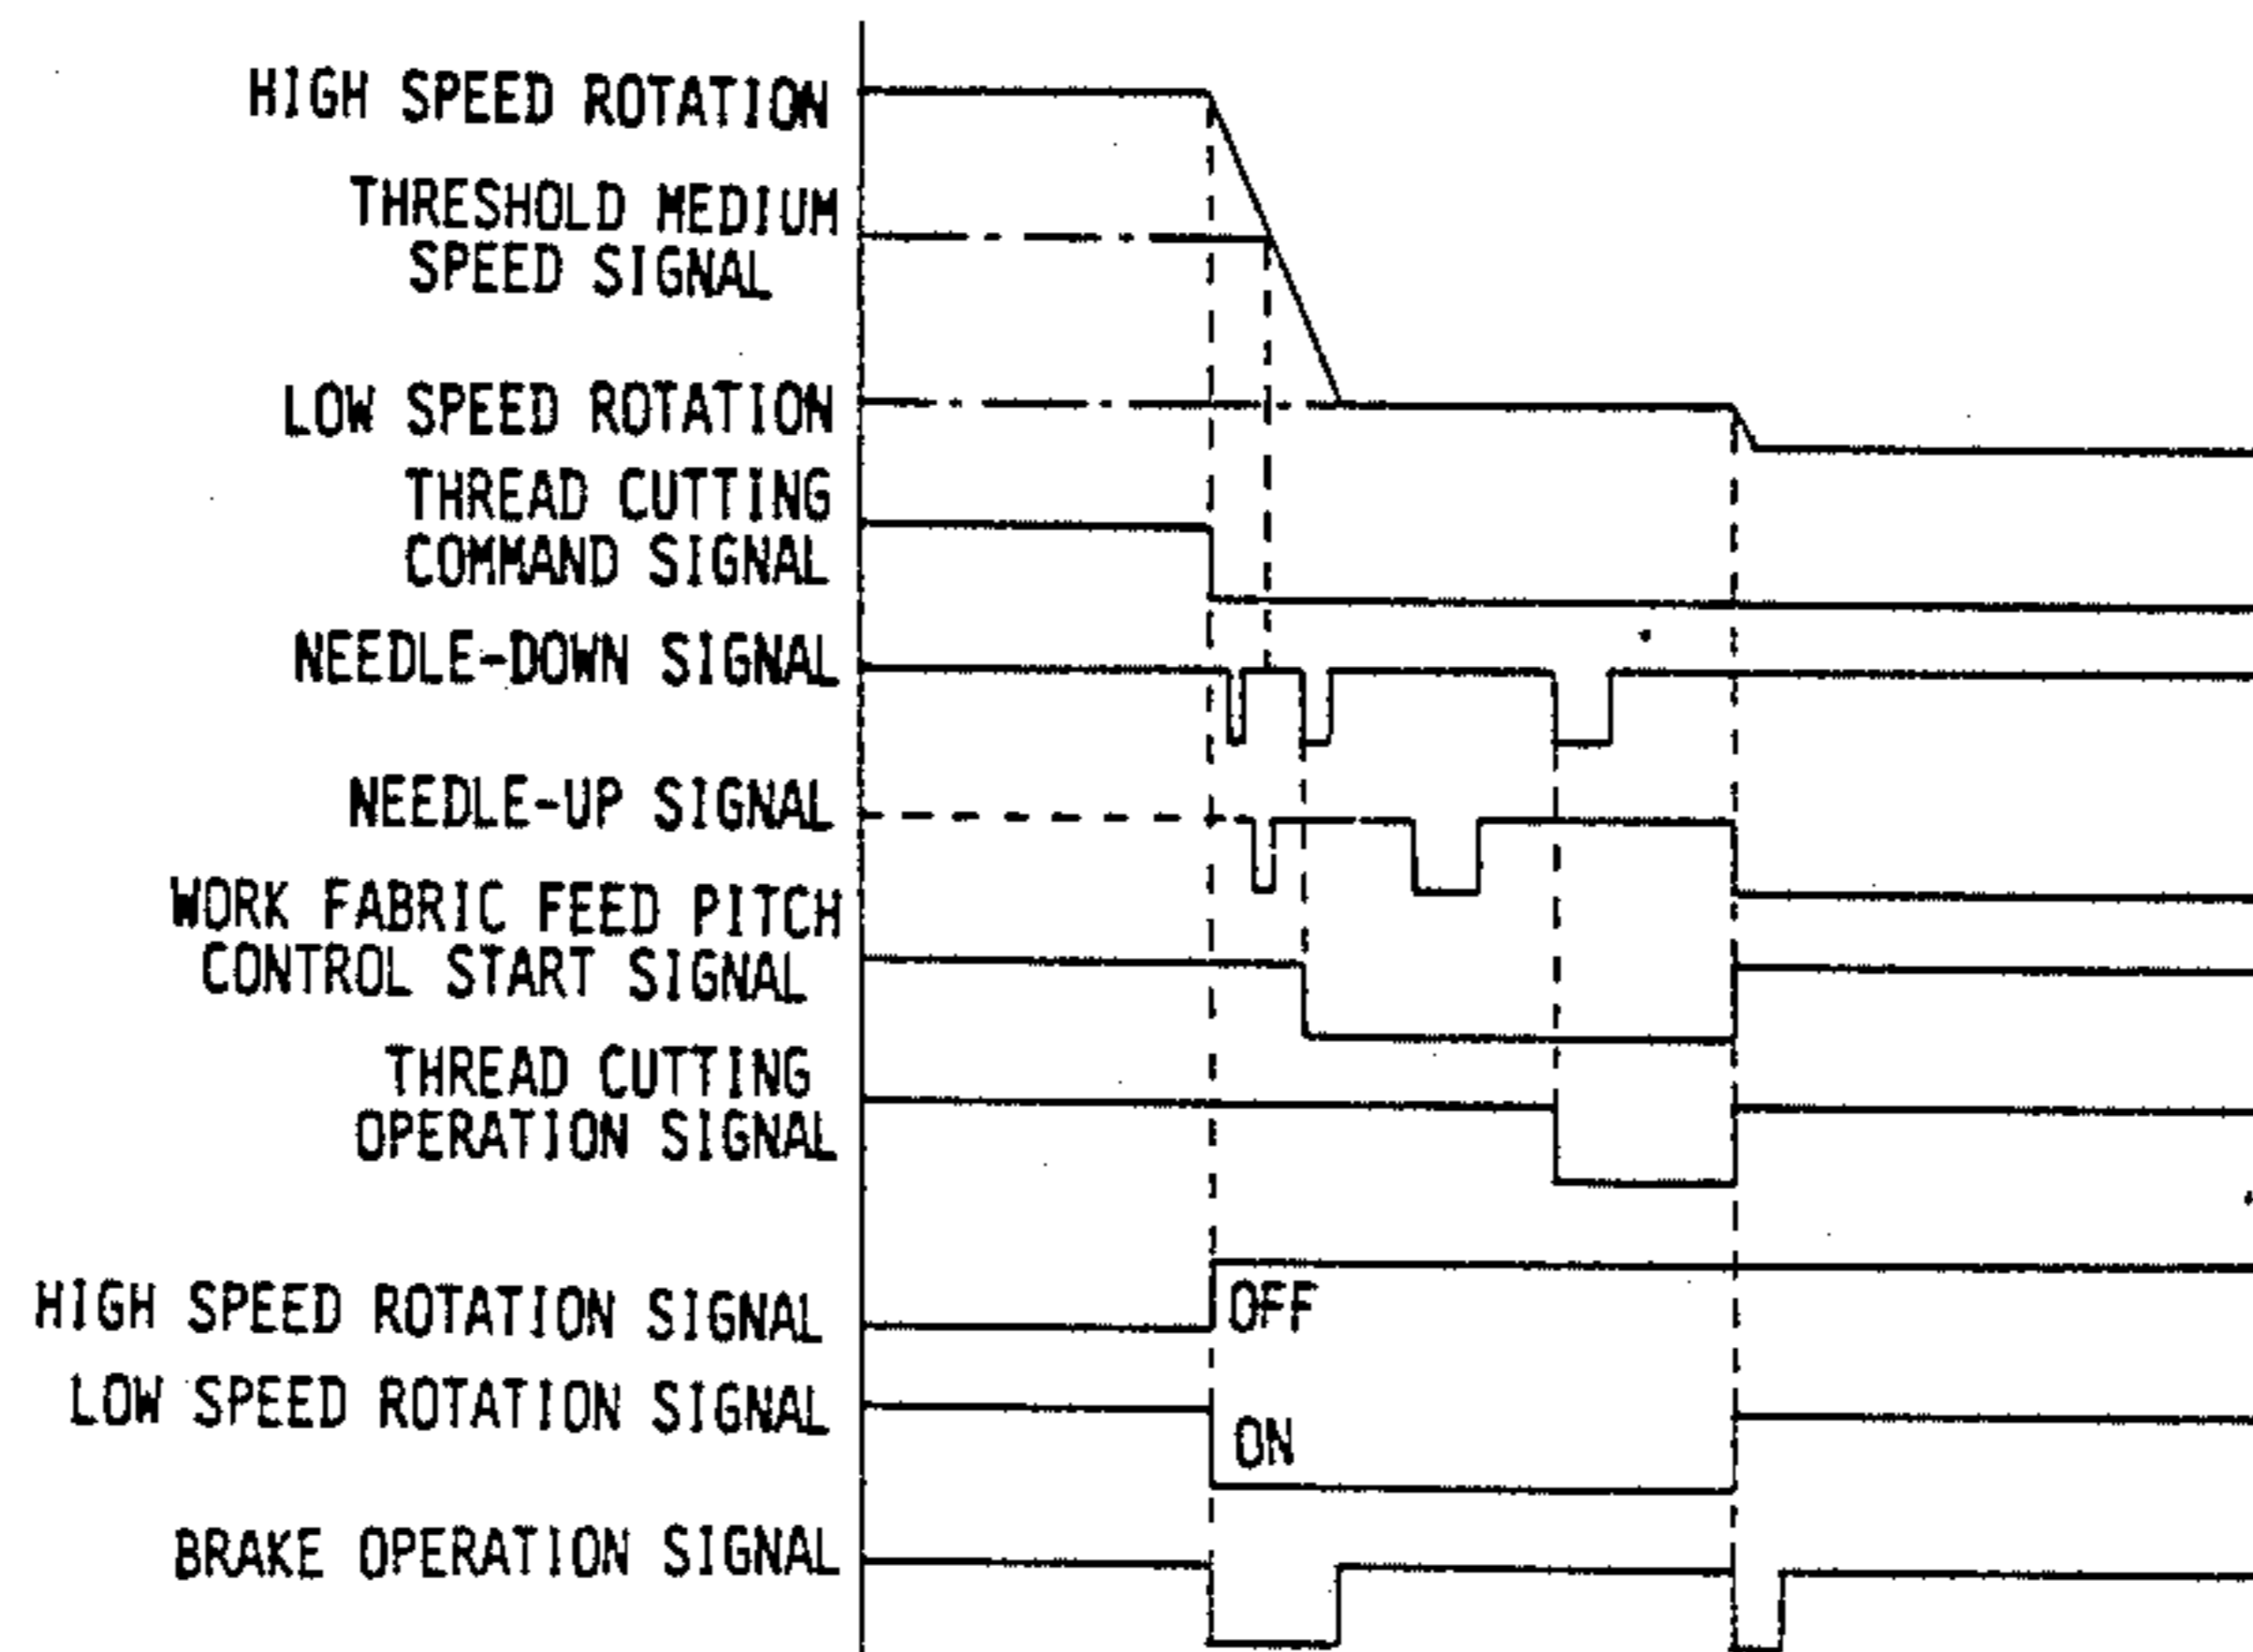 HIGH SPEED ROTATION
THRESHOLD MEDIUM
SPEED SIGNAL
LOW SPEED ROTATION
THREAD CUTTING
COMMAND SIGNAL
NEEDLE-DOWN SIGNAL
NEEDLE-UP SIGNAL
WORK FABRIC FEED PITCH
CONTROL START SIGNAL
THREAD CUTTING
OPERATION SIGNAL
HIGH SPEED ROTATION SIGNAL
OFF
LOW SPEED ROTATION SIGNAL
ON
BRAKE OPERATION SIGNAL